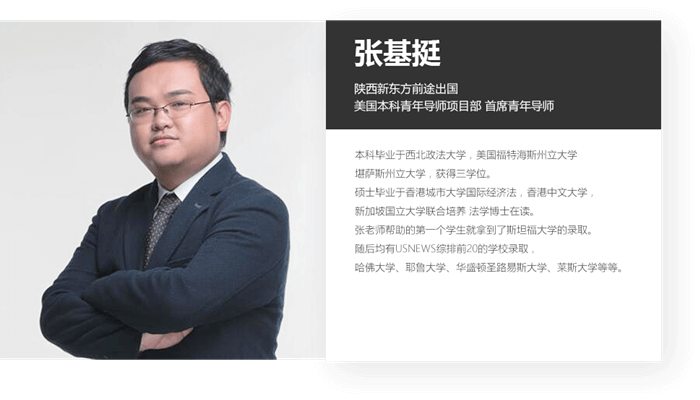 张基挺
陕西新东方前途出国
美国本科青年导师项目部 首席青年导师
本科毕业于西北政法大学，美国福特海斯州立大学
堪萨斯州立大学，获得三学位。
硕士毕业于香港城市大学国际经济法，香港中文大学，
新加坡国立大学联合培养 法学博士在读。
张老师帮助的第一个学生就拿到了斯坦福大学的录取。
随后均有USNEWS综排前20的学校录取，
哈佛大学、耶鲁大学、华盛顿圣路易斯大学、莱斯大学等等。